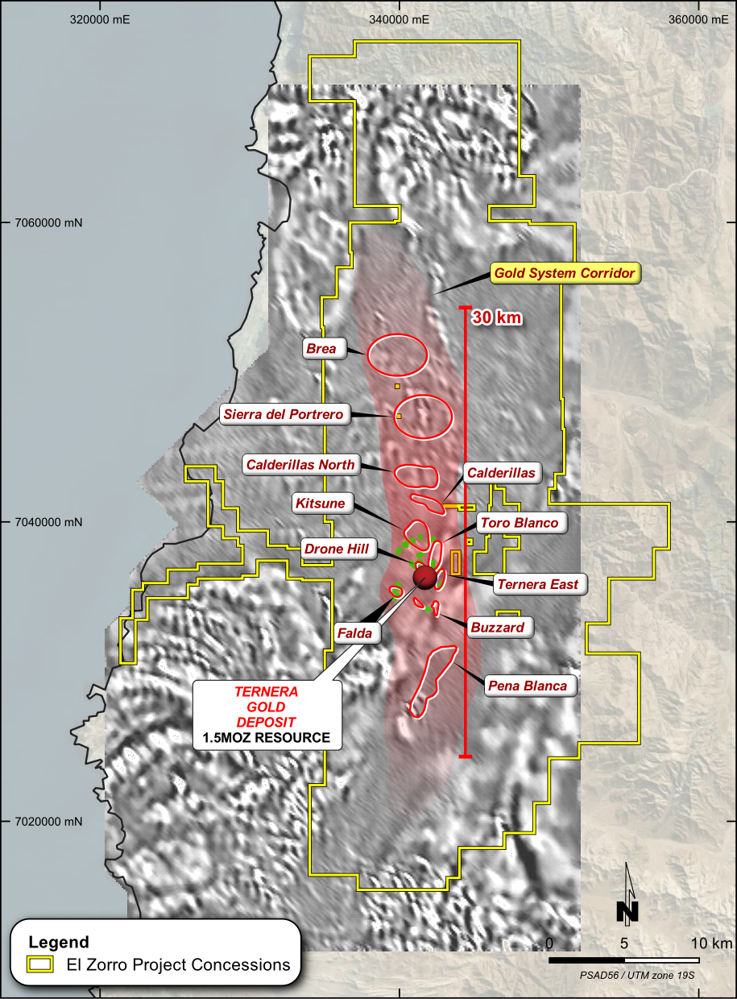 320000 mE
340000 mE
360000 mE
7060000 mN
Gold System Corridor
30 km
Brea
Sierra del Portrero
Calderillas North
Calderillas
Kitsune
7040000 mN
Toro Blanco
Drone Hill
Ternera East
Falda
Buzzard
Pena Blanca
TERNERA
GOLD
DEPOSIT
1.5MOZ RESOURCE
7020000 mN
N
Legend
El Zorro Project Concessions
0 5 10 km
PSAD56 / UTM zone 19S